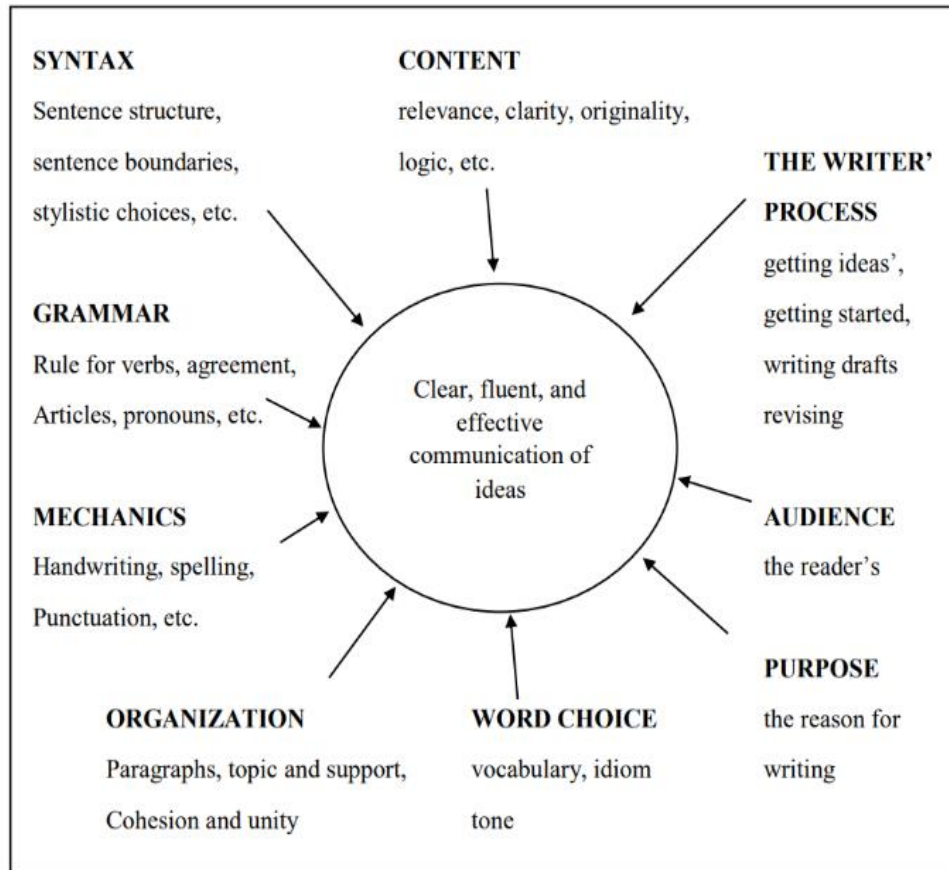 SYNTAX
Sentence structure,
sentence boundaries,
stylistic choices, etc.
CONTENT
relevance, clarity, originality,
logic, etc.
THE WRITER’
PROCESS
getting ideas’,
getting started,
writing drafts
revising
GRAMMAR
Rule for verbs, agreement,
Articles, pronouns, etc.
Clear, fluent, and
effective
communication of
ideas
MECHANICS
Handwriting, spelling,
Punctuation, etc.
AUDIENCE
the reader’s
PURPOSE
the reason for
writing
ORGANIZATION
Paragraphs, topic and support,
Cohesion and unity
WORD CHOICE
vocabulary, idiom
tone